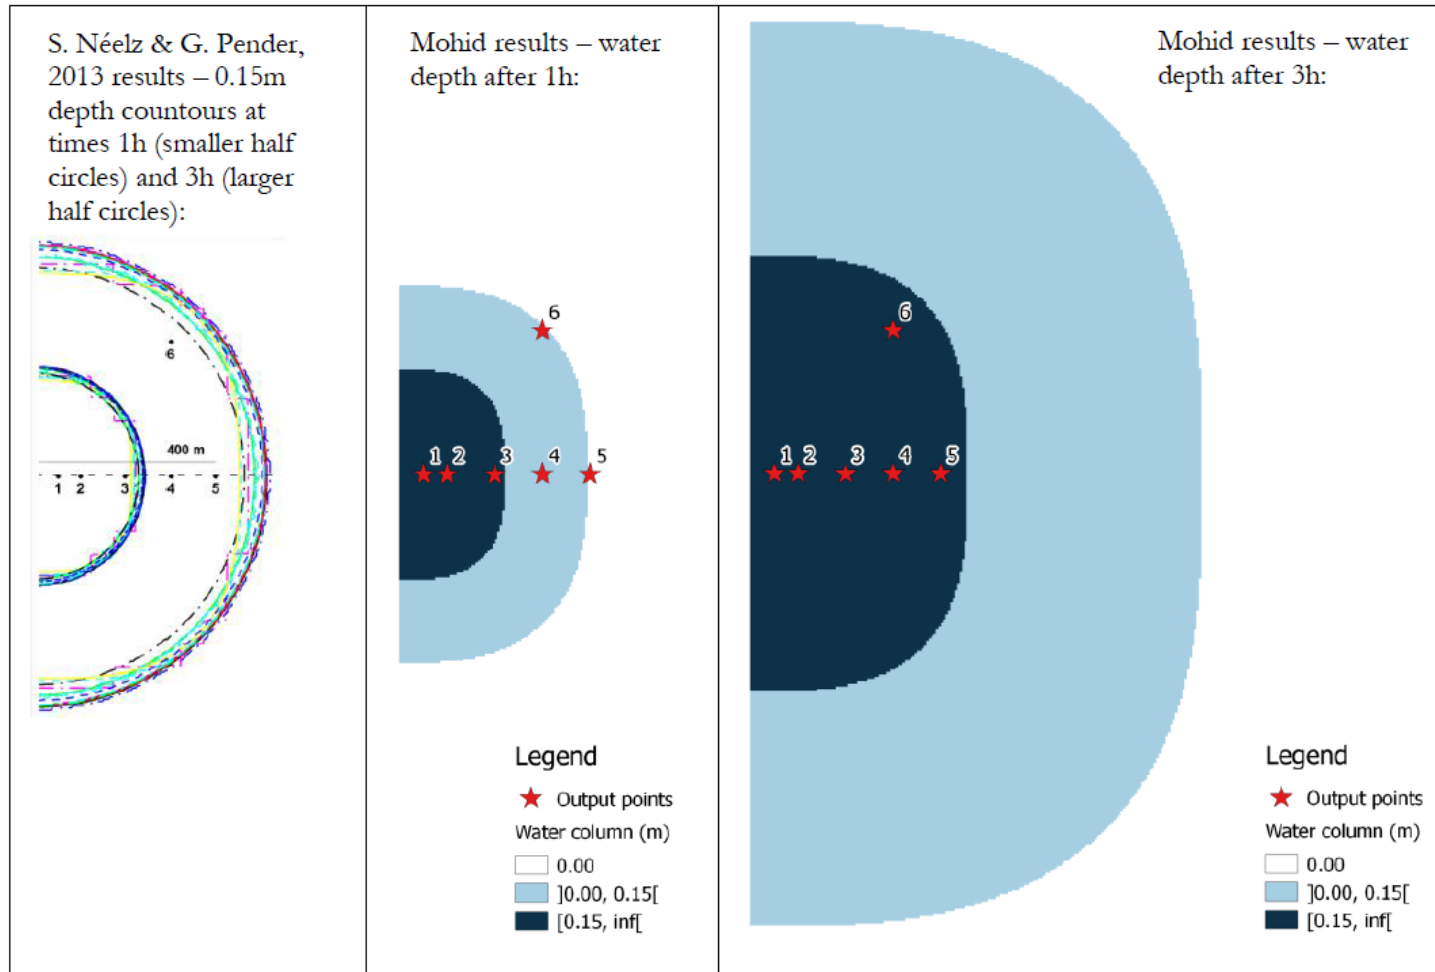 S. Néelz & G. Pender,
2013 results – 0.15m
depth countours at
times 1h (smaller half
circles) and 3h (larger
half circles):
6
400 m
1 2 3 4 5
Mohid results – water
depth after 1h:
6
1 2 3 4 5
Legend
Output points
Water column (m)
0.00
]0.00, 0.15[
[0.15, inf[
Mohid results – water
depth after 3h:
6
1 2 3 4 5
Legend
Output points
Water column (m)
0.00
]0.00, 0.15[
[0.15, inf[